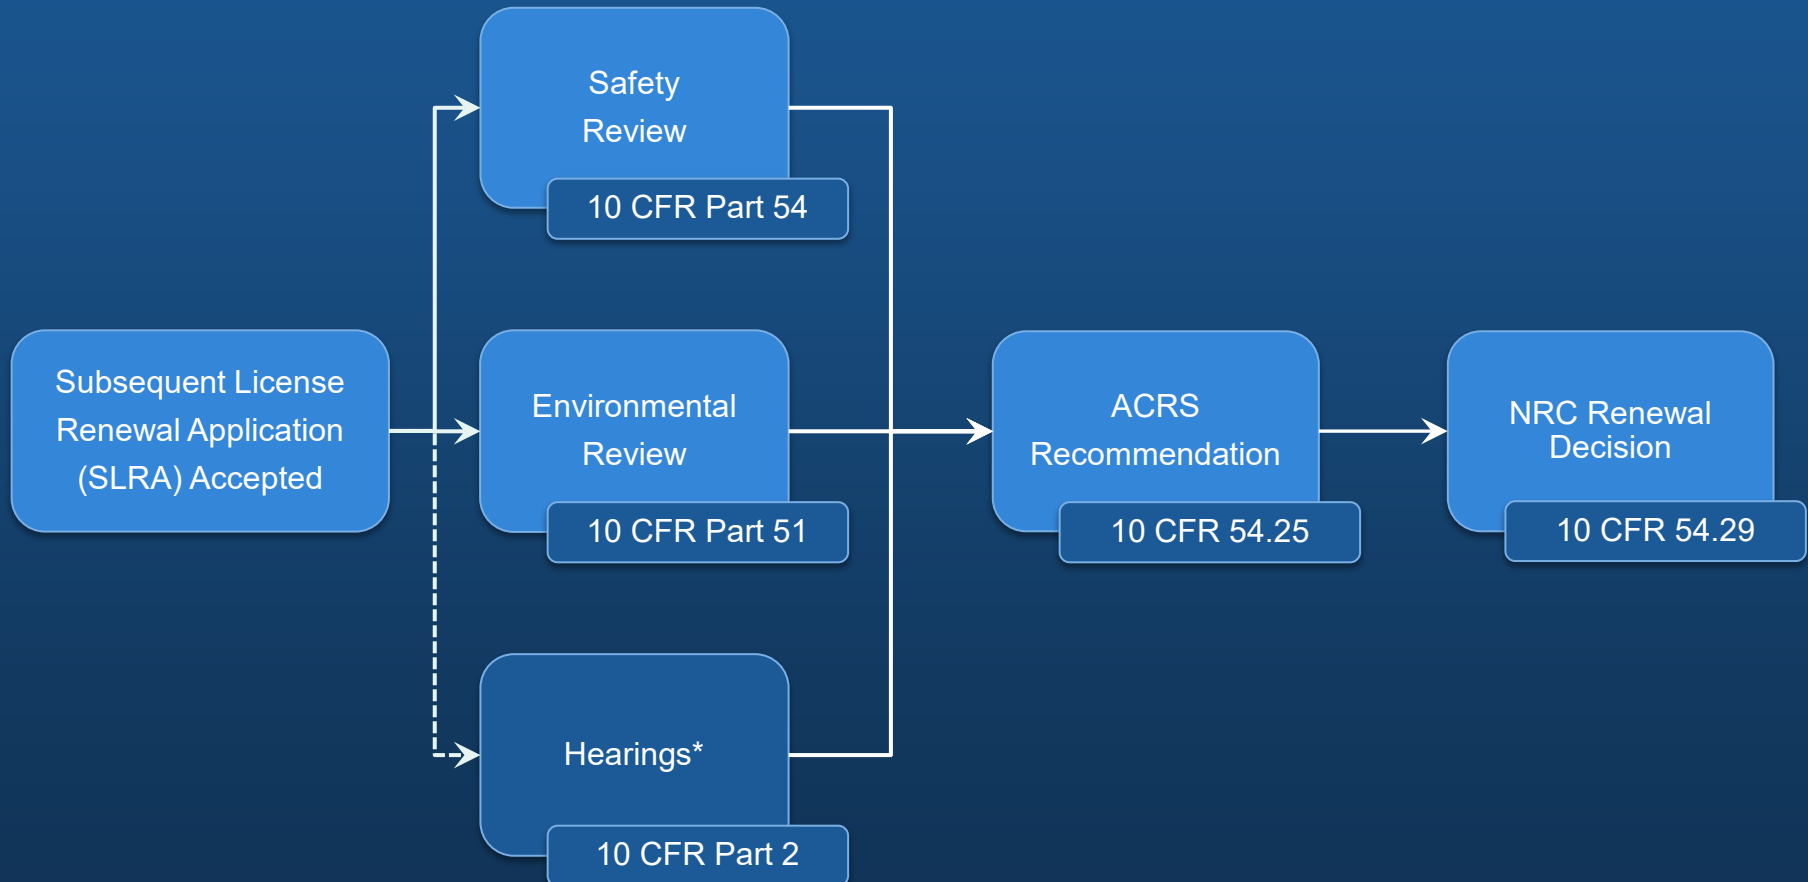 Safety
Review
10 CFR Part 54
Subsequent License
Renewal Application
(SLRA) Accepted
Environmental
Review
10 CFR Part 51
ACRS
Recommendation
10 CFR 54.25
NRC Renewal
Decision
10 CFR 54.29
Hearings*
10 CFR Part 2